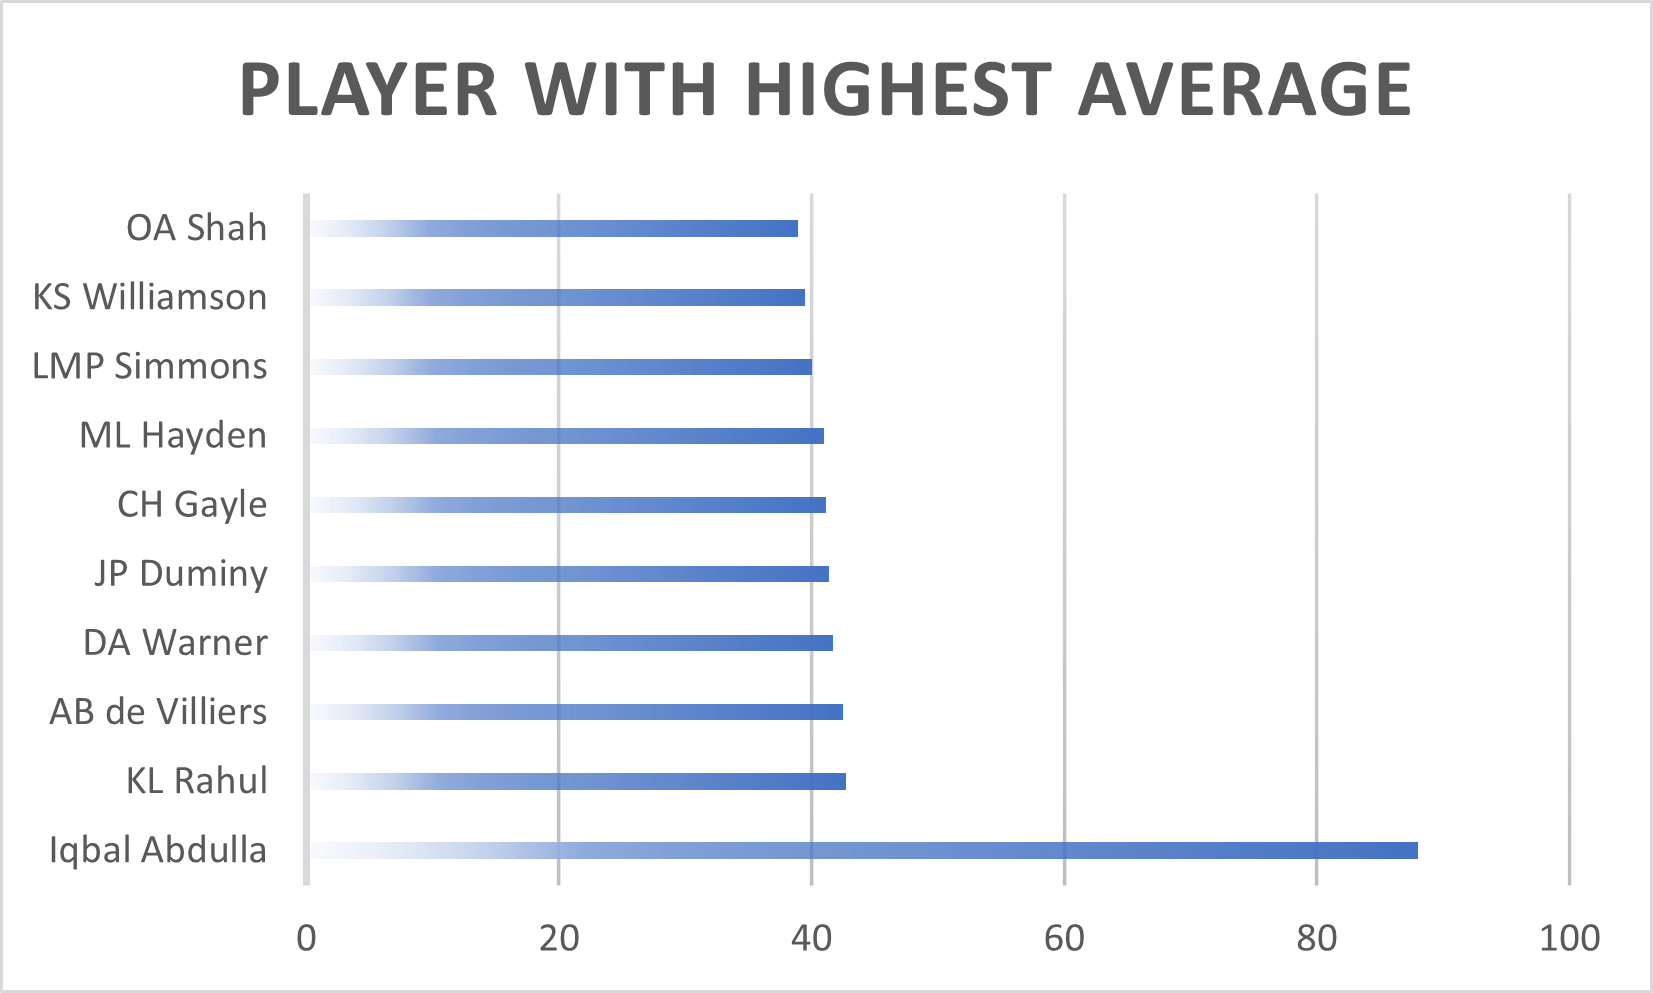 PLAYER WITH HIGHEST AVERAGE
OA Shah
KS Williamson
LMP Simmons
ML Hayden
CH Gayle
JP Duminy
DA Warner
AB de Villiers
KL Rahul
Iqbal Abdulla
0 20 40 60 80 100